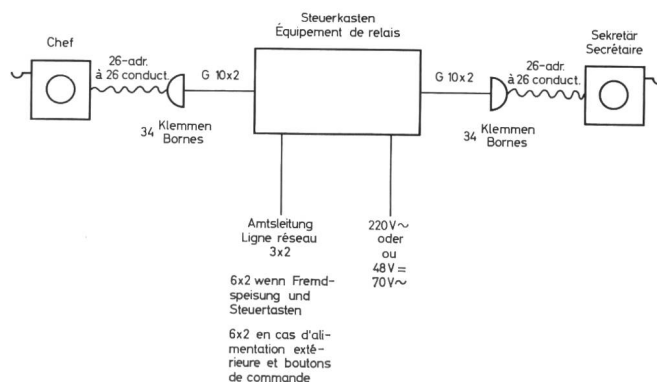 Steuerkasten
Équipement de relais
Chef
Sekretär
Secrétaire
26-adr.
à 26 conduct.
G 10x2
G 10x2
26-adr.
à 26 conduct.
34 Klemmen
Bornes
34 Klemmen
Bornes
Amtsleitung
Ligne réseau
3x2
6x2 wenn Fremd-
speisung und
Steuertasten
6x2 en cas d'ali-
mentation exté-
rieure et boutons
de commande
220V~
oder
ou
48V=
70V~